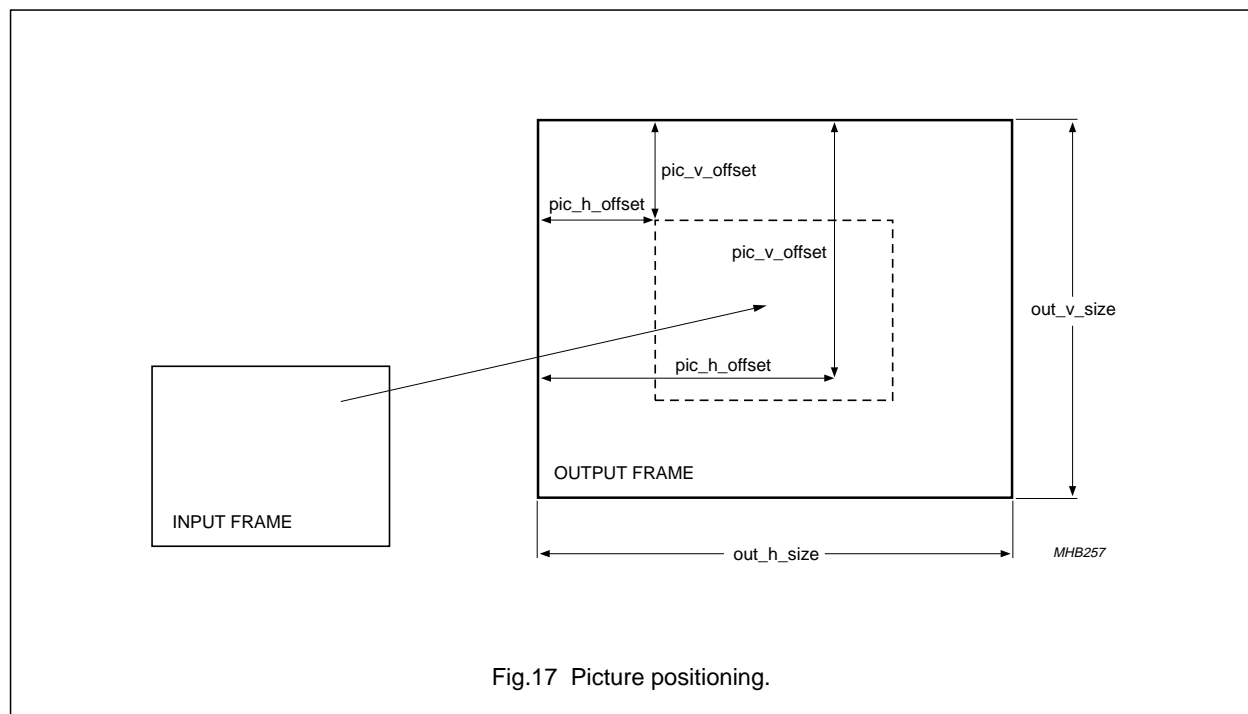 pic_v_offset
pic_h_offset
pic_v_offset
out_v_size
pic_h_offset
OUTPUT FRAME
INPUT FRAME
out_h_size
MHB257
Fig.17 Picture positioning.